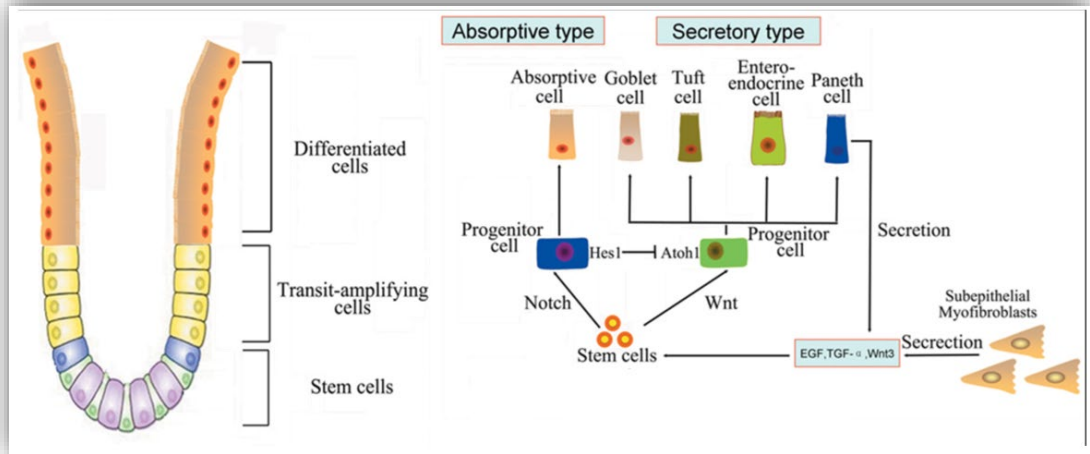 Absorptive type
Secretory type
Differentiated
cells
Transit-amplifying
cells
Stem cells
Absorptive
cell
Goblet
cell
Tuft
cell
Entero-
endocrine
cell
Paneth
cell
Progenitor
cell
Hes1
Atoh1
Progenitor
cell
Secretion
Notch
Wnt
Stem cells
EGF,TGF-α,Wnt3
Secrection
Subepithelial
Myofibroblasts